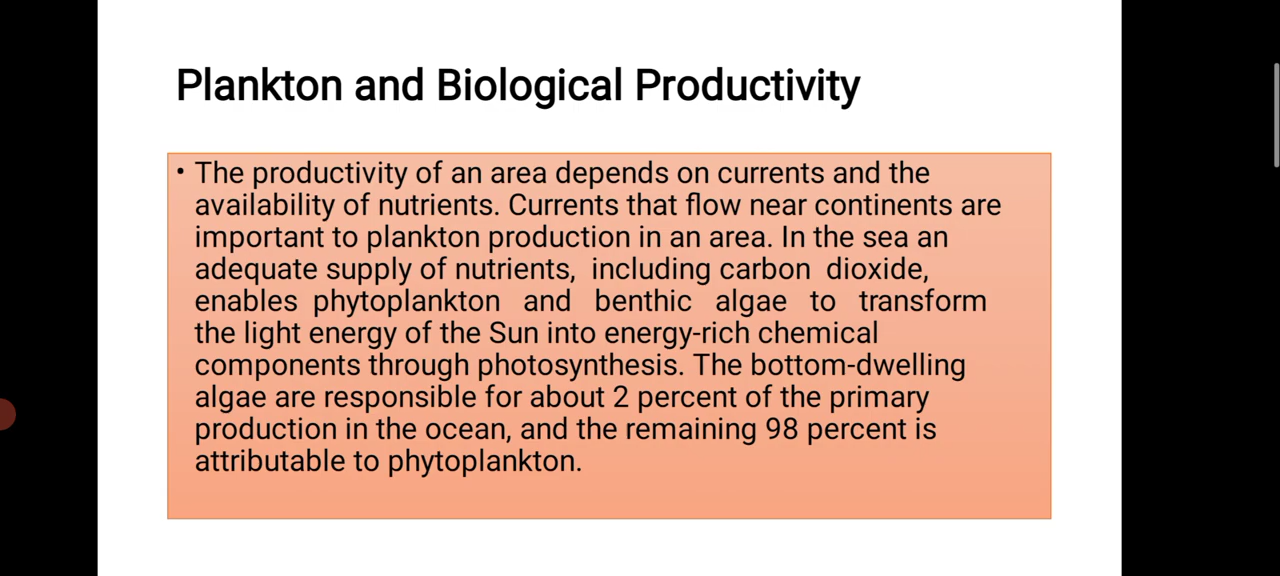 Plankton and Biological Productivity
• The productivity of an area depends on currents and the
availability of nutrients. Currents that flow near continents are
important to plankton production in an area. In the sea an
adequate supply of nutrients, including carbon dioxide,
enables phytoplankton and benthic algae to transform
the light energy of the Sun into energy-rich chemical
components through photosynthesis. The bottom-dwelling
algae are responsible for about 2 percent of the primary
production in the ocean, and the remaining 98 percent is
attributable to phytoplankton.